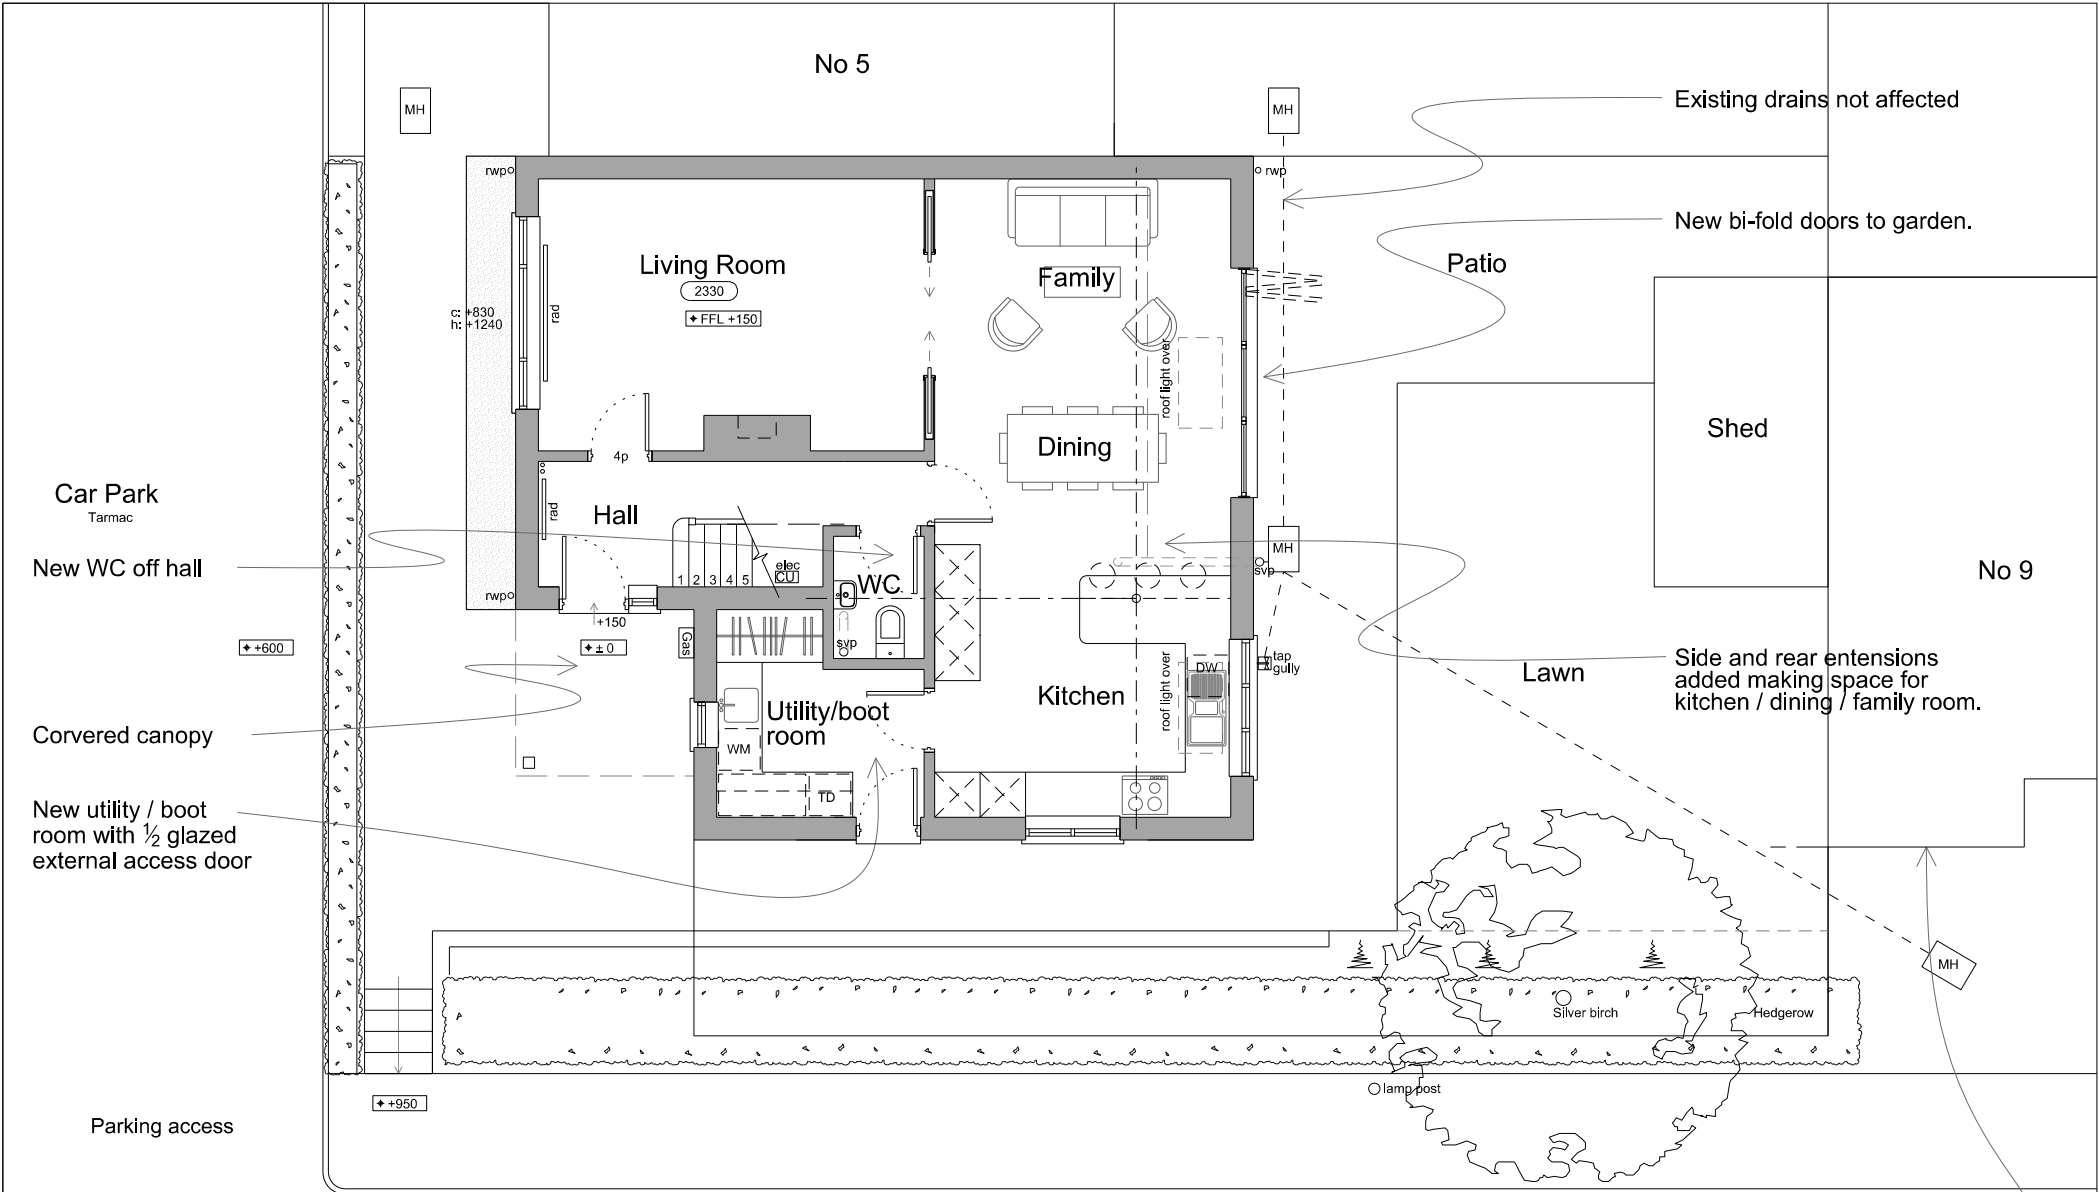 No 5
MH
MH
Existing drains not affected
rwp
rwp
New bi-fold doors to garden.
Living Room
2330
FFL +150
Family
Patio
c: +830
h: +1240
rad
roof light over
Shed
Dining
4p
Car Park
Tarmac
rad
Hall
New WC off hall
elec
CU
1 2 3 4 5
WC
MH
svp
No 9
rwp
+150
Gas
svp
+600
± 0
tap
gully
DW
Lawn
Side and rear entensions
added making space for
kitchen / dining / family room.
Kitchen
roof light over
Utility/boot
room
Corvered canopy
WM
TD
New utility / boot
room with ½ glazed
external access door
MH
Silver birch
Hedgerow
lamp post
+950
Parking access